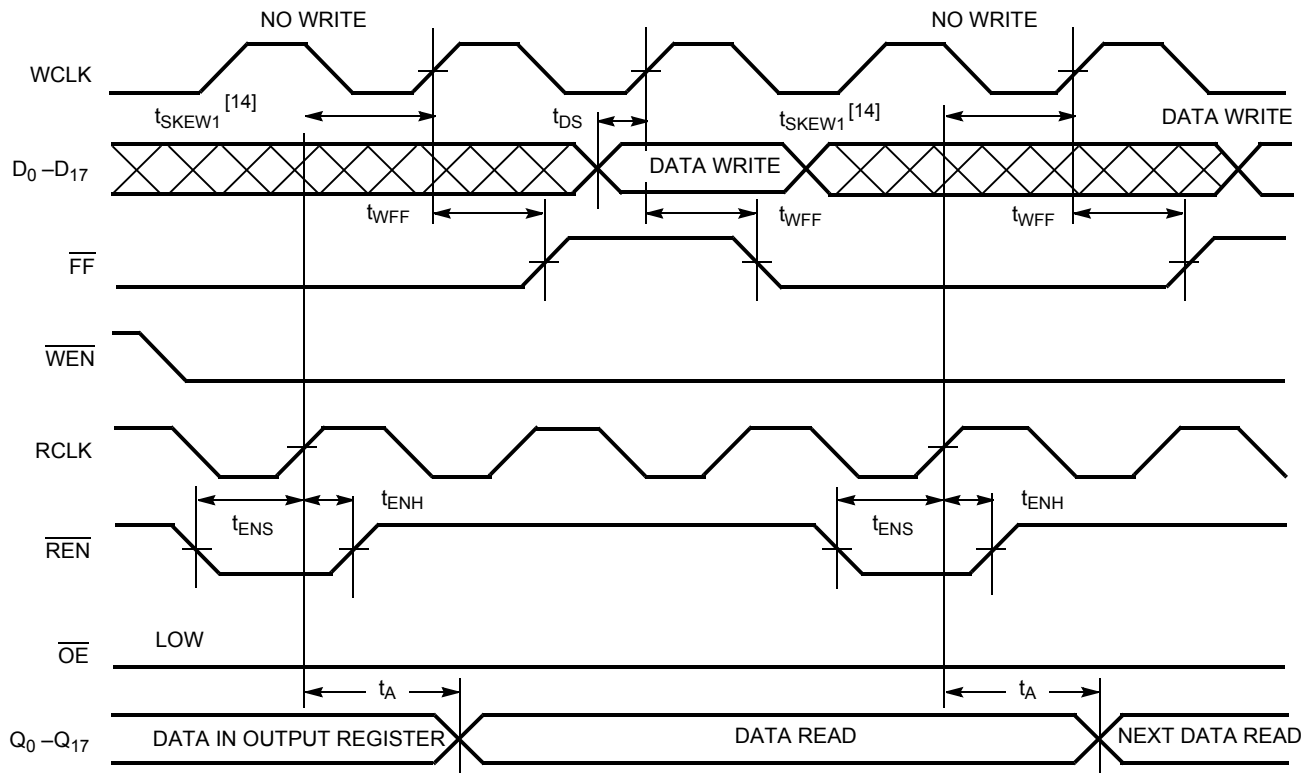 NO WRITE NO WRITE
WCLK
tSKEW1[14] tDS tSKEW1[14] DATA WRITE
D0 –D17 DATA WRITE
tWFF tWFF tWFF
FF
WEN
RCLK
tENH tENH
tENS tENS
REN
LOW
OE
tA tA
Q0 –Q17 DATA IN OUTPUT REGISTER DATA READ NEXT DATA READ